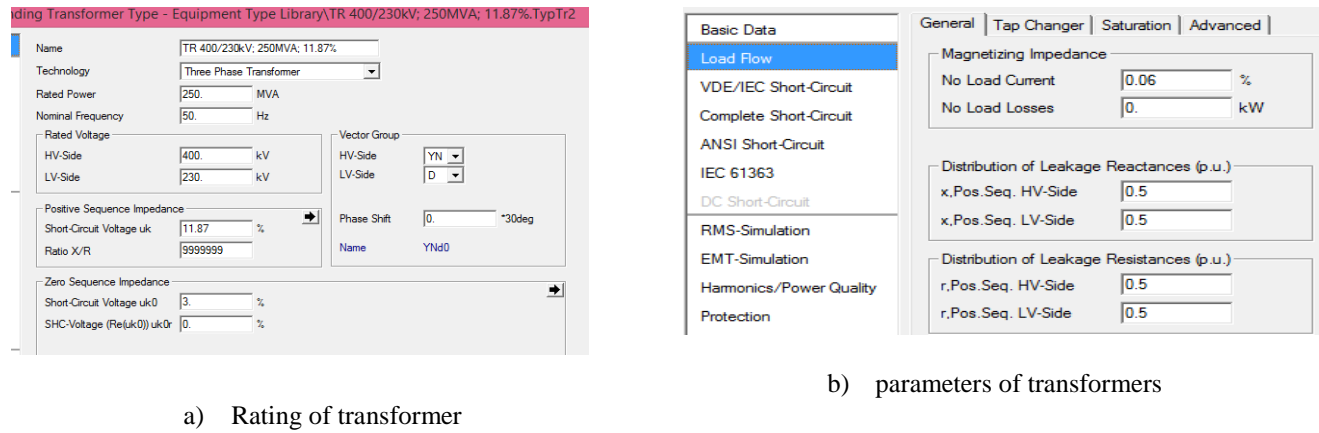 ding Transformer Type - Equipment Type Library\TR 400/230kV; 250MVA; 11.87%.TypTr2
Name TR 400/230kV; 250MVA; 11.87%
Technology Three Phase Transformer
Rated Power 250. MVA
Nominal Frequency 50. Hz
Rated Voltage
HV-Side 400. kV
LV-Side 230. kV
Vector Group
HV-Side YN
LV-Side D
Positive Sequence Impedance
Short-Circuit Voltage uk 11.87 %
Ratio X/R 9999999
Phase Shift 0. *30deg
Name YNd0
Zero Sequence Impedance
Short-Circuit Voltage uk0 3. %
SHC-Voltage (Re(uk0)) uk0r 0. %
a) Rating of transformer
Basic Data
Load Flow
VDE/IEC Short-Circuit
Complete Short-Circuit
ANSI Short-Circuit
IEC 61363
DC Short-Circuit
RMS-Simulation
EMT-Simulation
Harmonics/Power Quality
Protection
General Tap Changer Saturation Advanced
Magnetizing Impedance
No Load Current 0.06 %
No Load Losses 0. kW
Distribution of Leakage Reactances (p.u.)
x,Pos.Seq. HV-Side 0.5
x,Pos.Seq. LV-Side 0.5
Distribution of Leakage Resistances (p.u.)
r,Pos.Seq. HV-Side 0.5
r,Pos.Seq. LV-Side 0.5
b) parameters of transformers